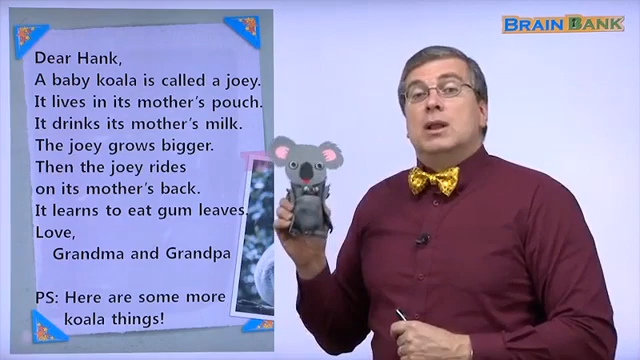 BRAIN BANK
Dear Hank,
A baby koala is called a joey.
It lives in its mother's pouch.
It drinks its mother's milk.
The joey grows bigger.
Then the joey rides
on its mother's back.
It learns to eat gum leaves.
Love,
Grandma and Grandpa
PS: Here are some more
koala things!